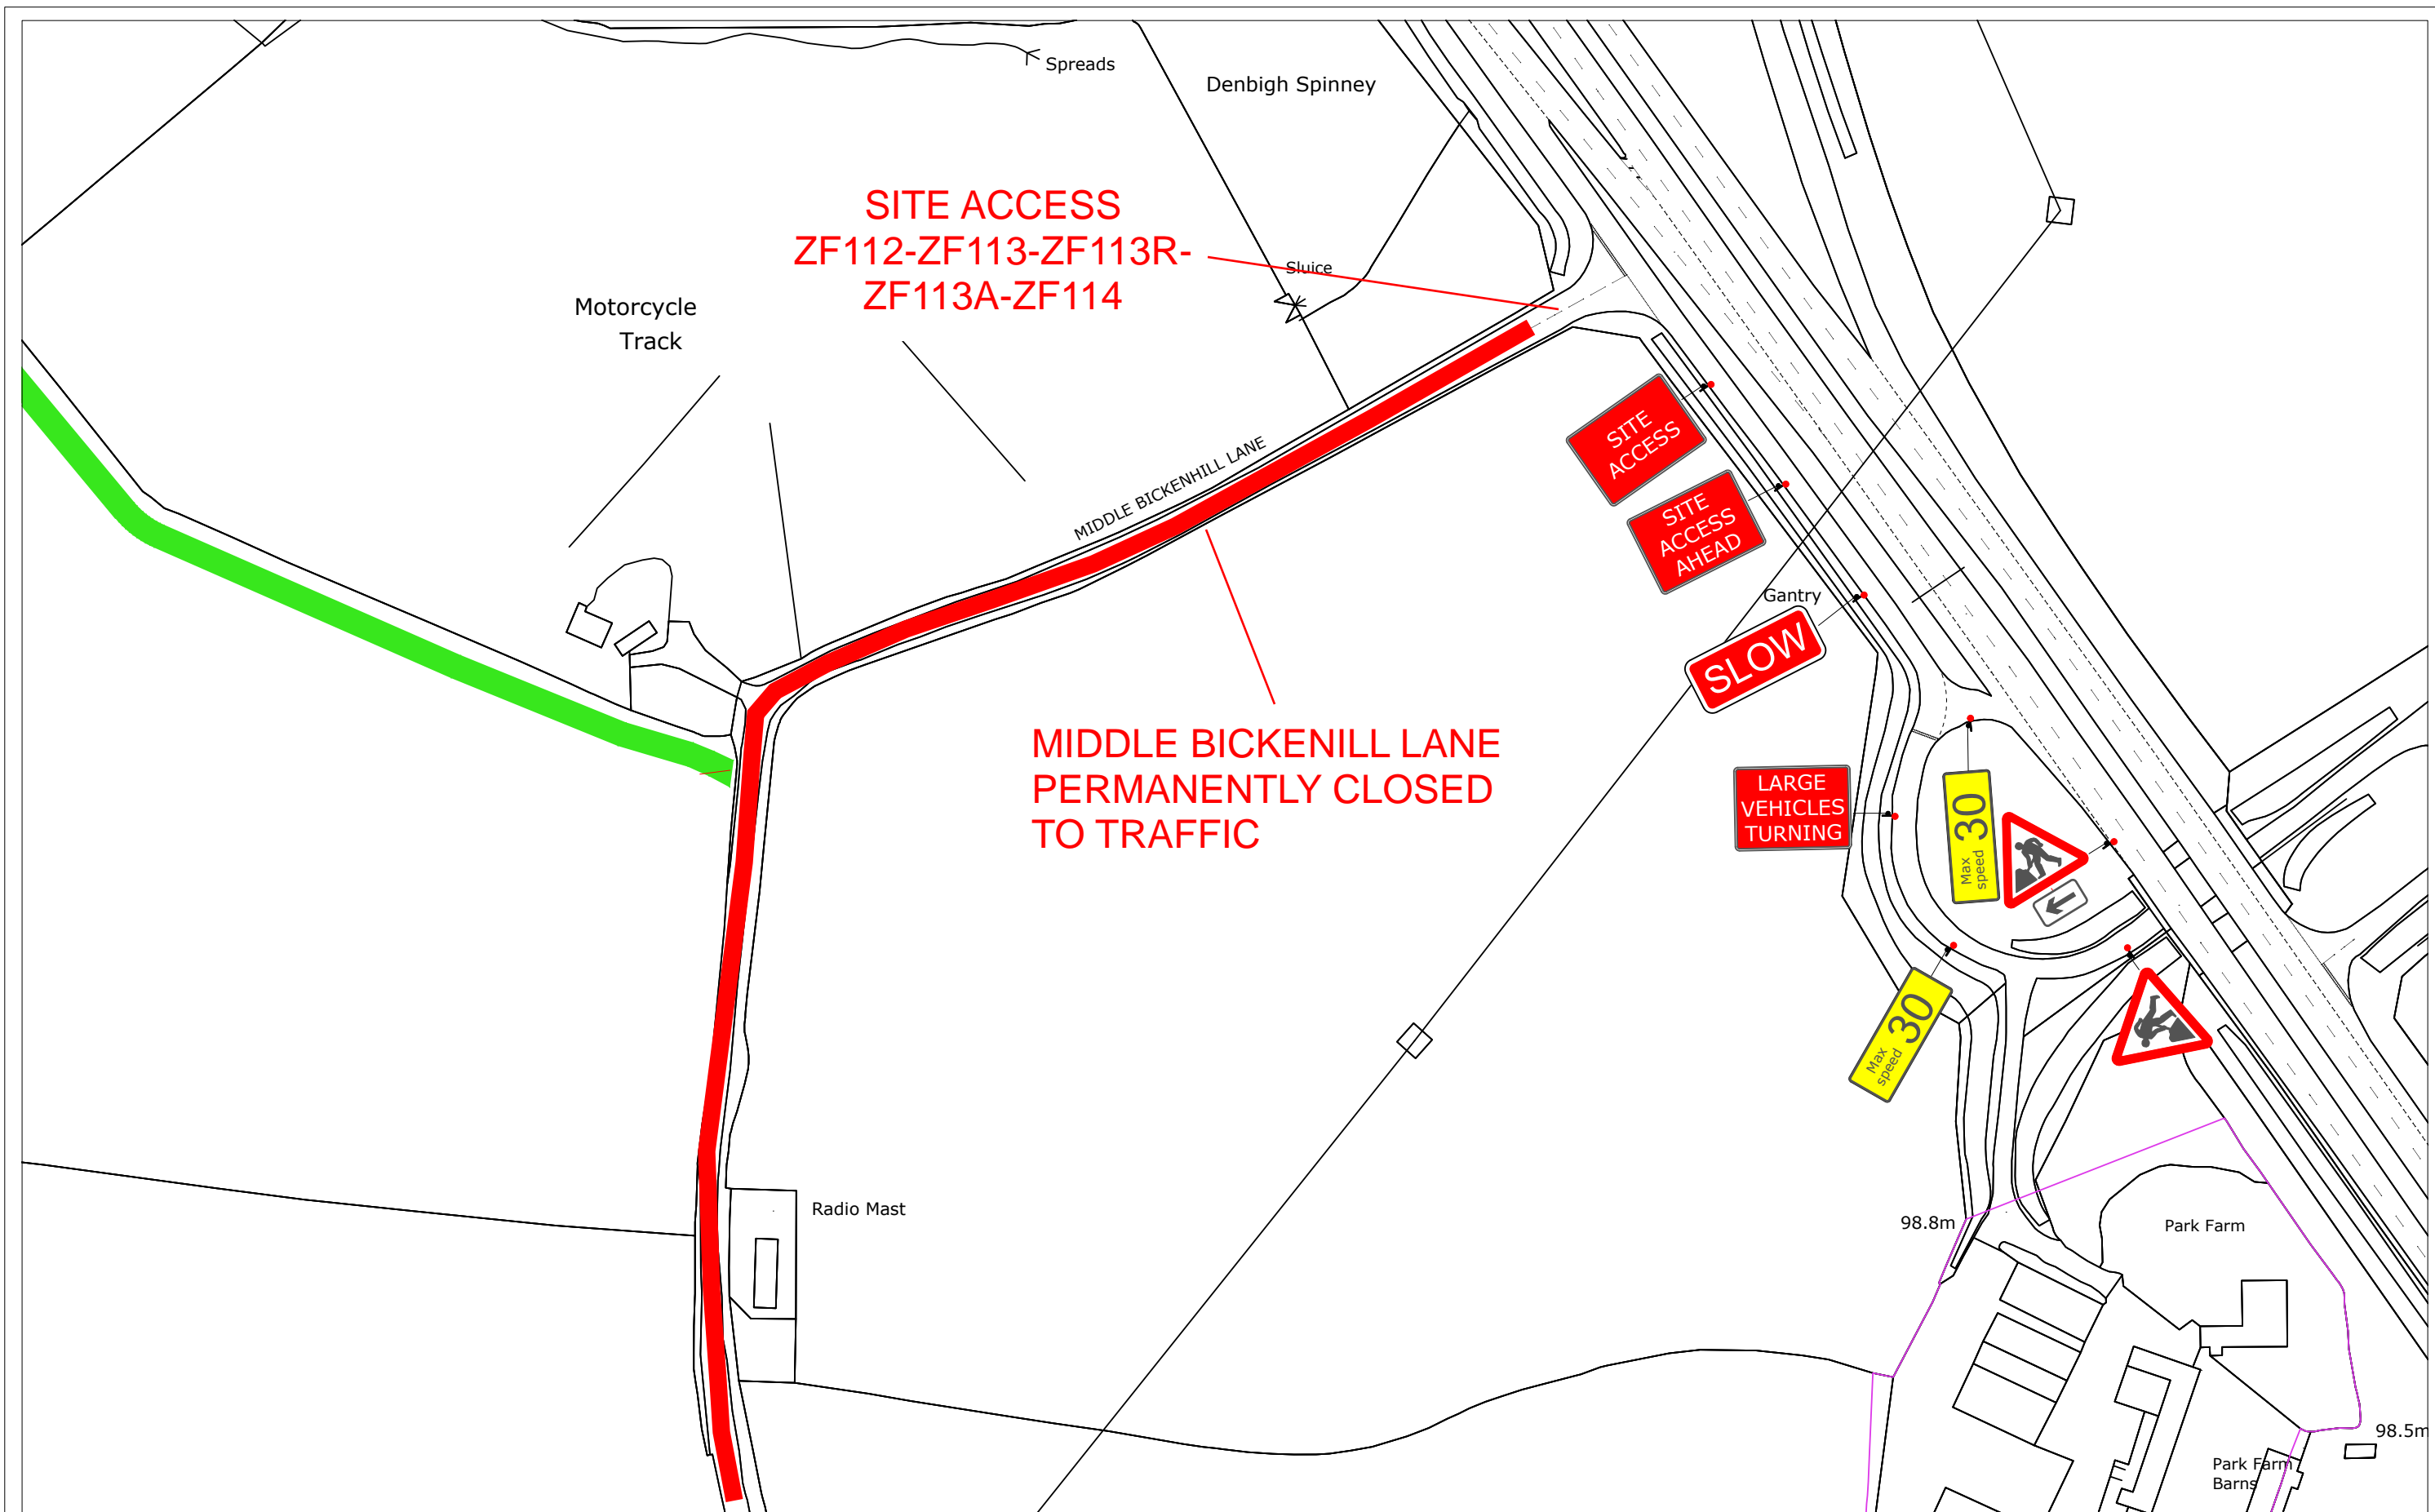 Spreads
Denbigh Spinney
SITE ACCESS
ZF112-ZF113-ZF113R-
ZF113A-ZF114
Sluice
Motorcycle
Track
MIDDLE BICKENHILL LANE
SITE
ACCESS
SITE
ACCESS
AHEAD
Gantry
SLOW
MIDDLE BICKENILL LANE
PERMANENTLY CLOSED
TO TRAFFIC
LARGE
VEHICLES
TURNING
Max
speed 30
Max
speed 30
Radio Mast
98.8m
Park Farm
98.5m
Park Farm
Barns